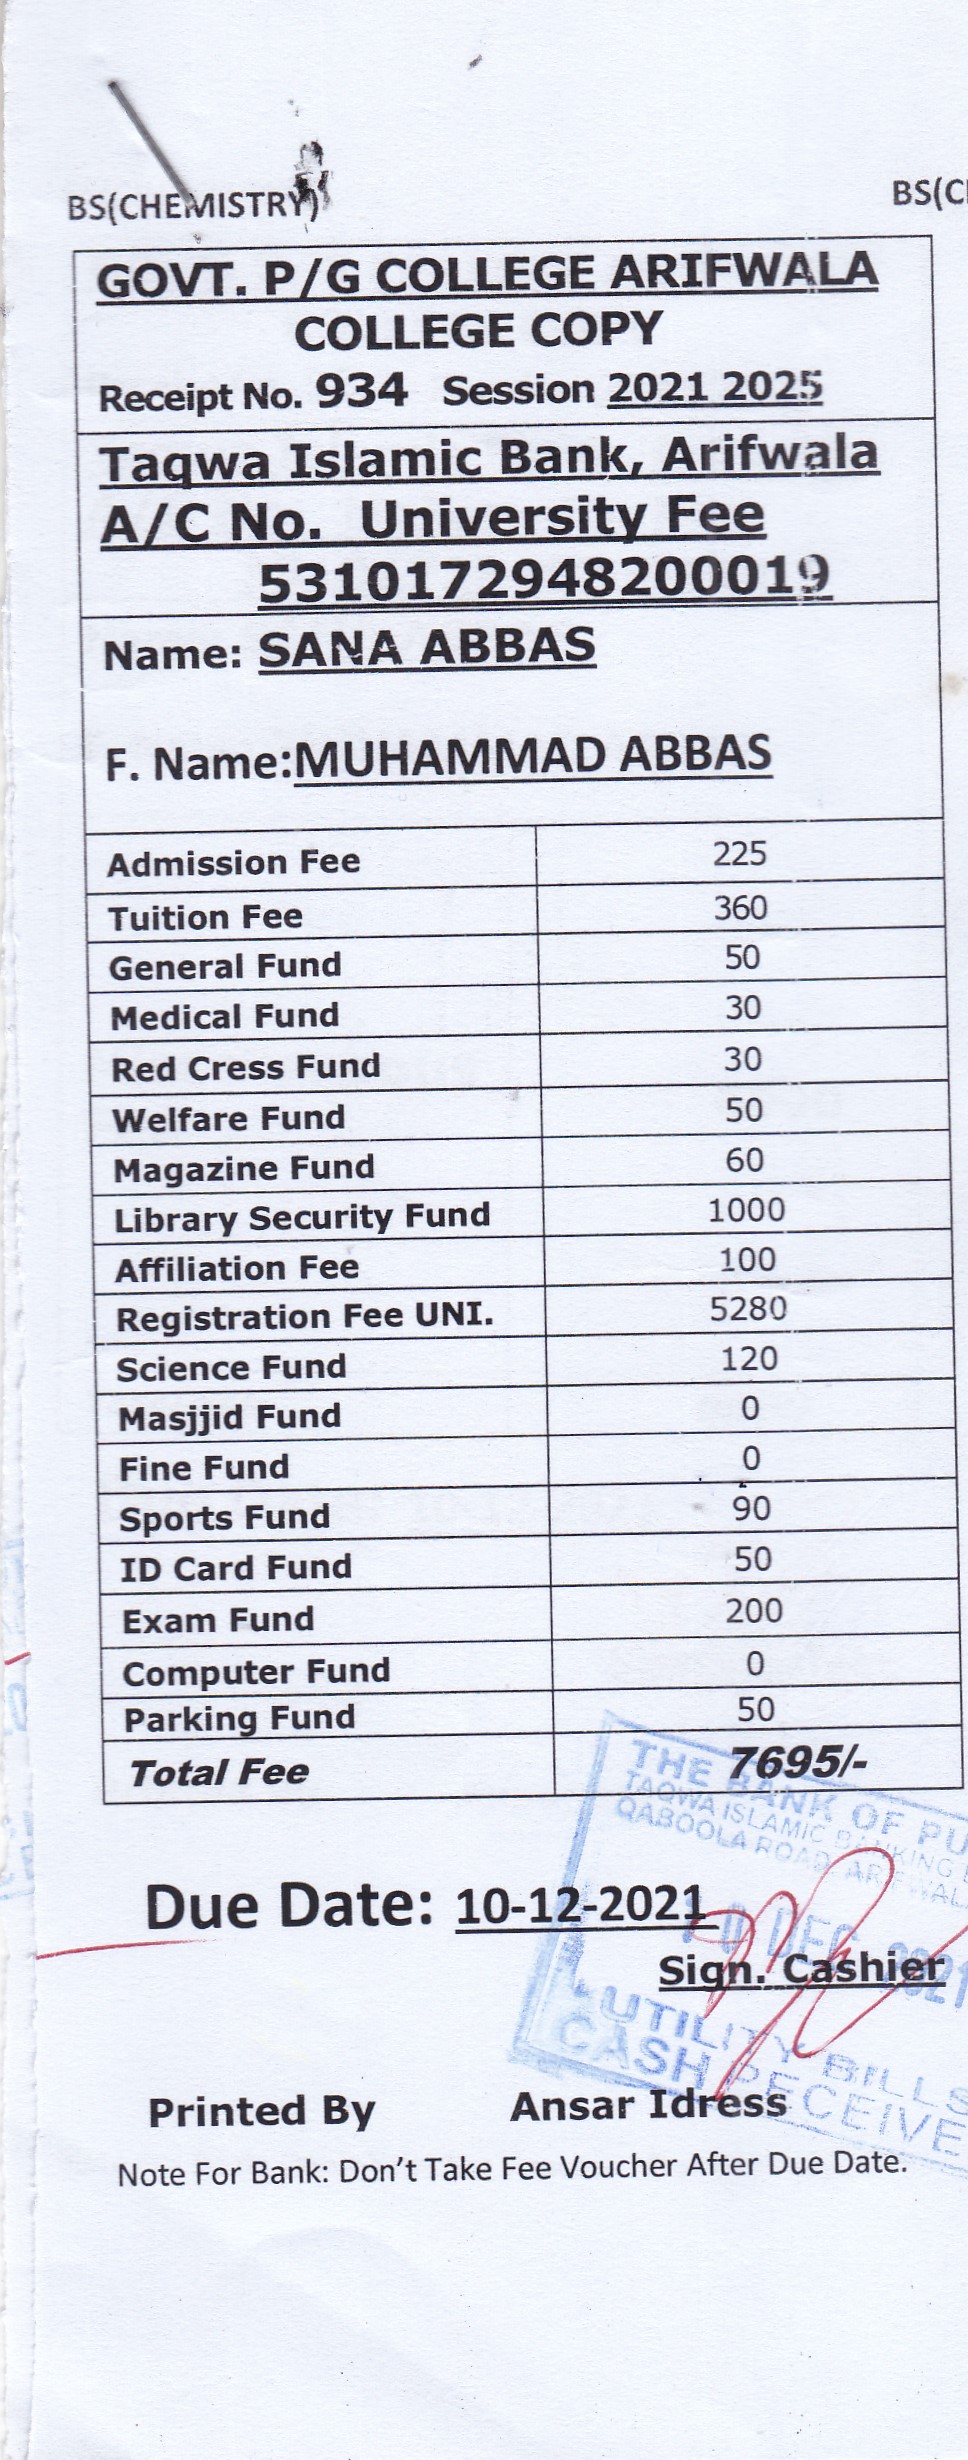 BS(CHEMISTRY)
BS(C
GOVT. P/G COLLEGE ARIFWALA
COLLEGE COPY
Receipt No. 934 Session 2021 2025
Taqwa Islamic Bank, Arifwala
A/C No. University Fee
5310172948200019
Name: SANA ABBAS
F. Name:MUHAMMAD ABBAS
Admission Fee 225
Tuition Fee 360
General Fund 50
Medical Fund 30
Red Cress Fund 30
Welfare Fund 50
Magazine Fund 60
Library Security Fund 1000
Affiliation Fee 100
Registration Fee UNI. 5280
Science Fund 120
Masjjid Fund 0
Fine Fund 0
Sports Fund 90
ID Card Fund 50
Exam Fund 200
Computer Fund 0
Parking Fund 50
Total Fee 7695/-
THE BANK OF PU
TAQWA ISLAMIC BANKING
QABOOLA ROAD, ARIFWAL
Due Date: 10-12-2021
10 DEC 2021
Sign. Cashier
UTILITY BILLS
CASH RECEIVE
Printed By Ansar Idress
Note For Bank: Don't Take Fee Voucher After Due Date.